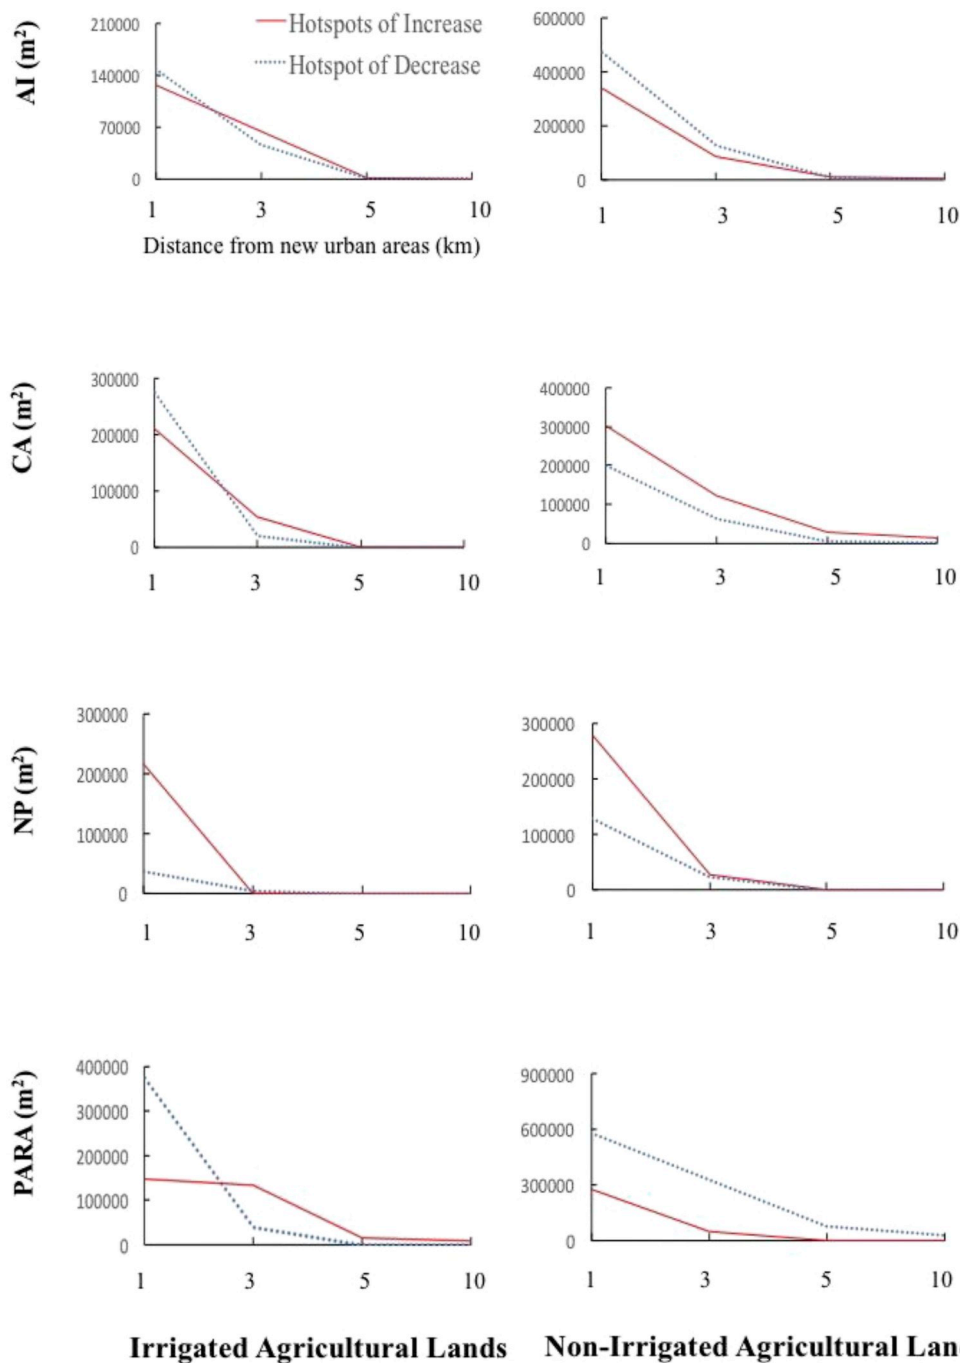 AI (m²)
210000
140000
70000
0
Hotspots of Increase
Hotspot of Decrease
1 3 5 10
Distance from new urban areas (km)
600000
400000
200000
0
1 3 5 10
CA (m²)
300000
200000
100000
0
1 3 5 10
400000
300000
200000
100000
0
1 3 5 10
NP (m²)
300000
200000
100000
0
1 3 5 10
300000
200000
100000
0
1 3 5 10
PARA (m²)
400000
300000
200000
100000
0
1 3 5 10
900000
600000
300000
0
1 3 5 10
Irrigated Agricultural Lands
Non-Irrigated Agricultural Lan